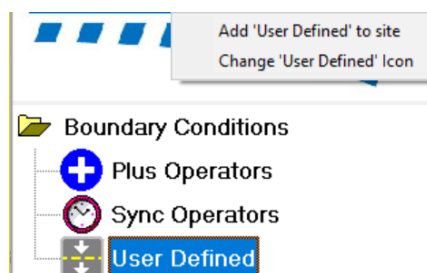 Add 'User Defined' to site
Change 'User Defined' Icon
Boundary Conditions
Plus Operators
Sync Operators
User Defined